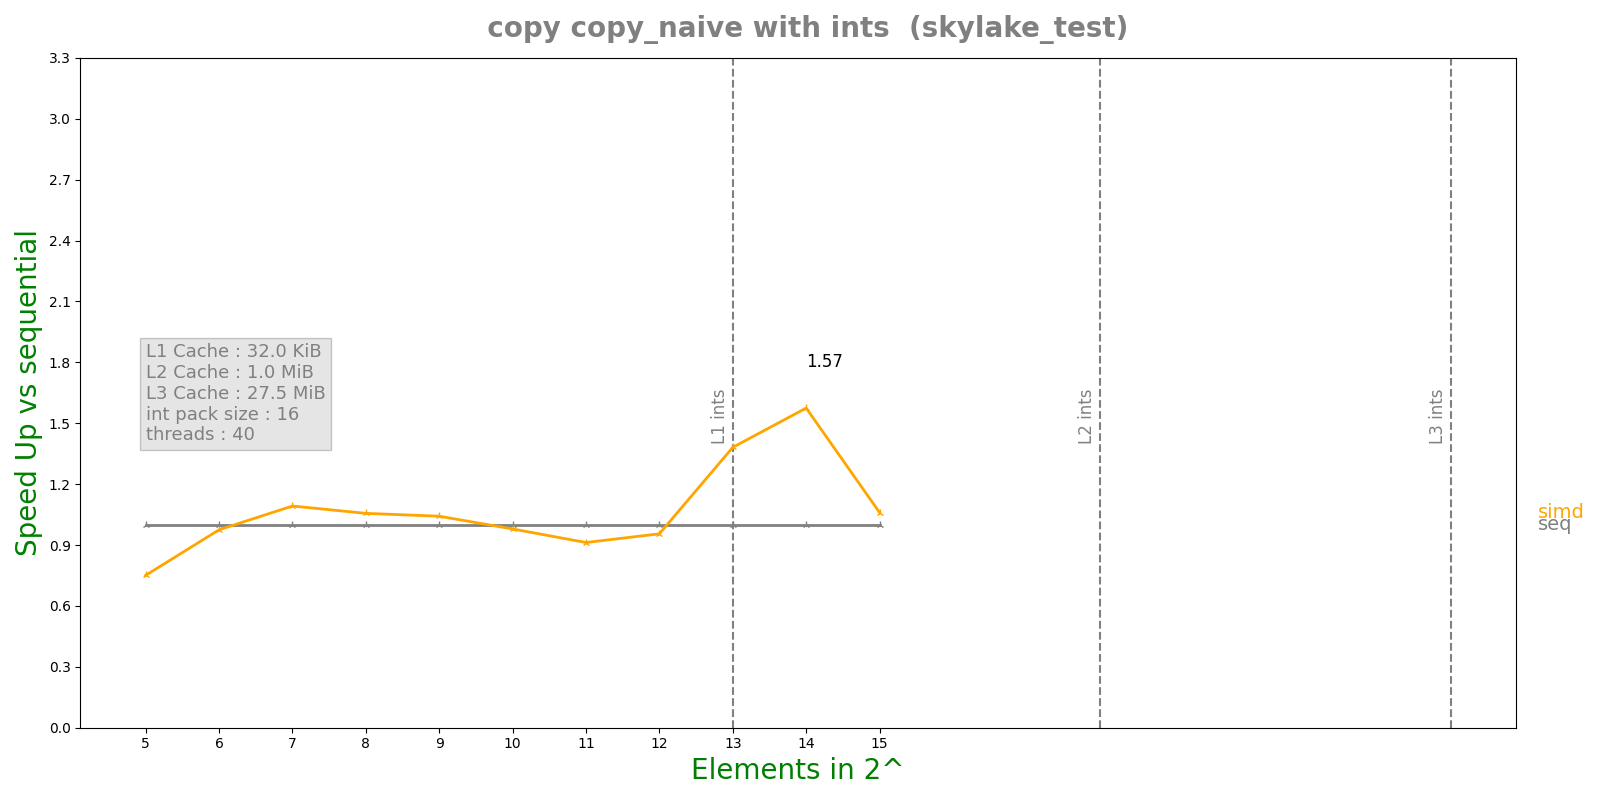 copy copy_naive with ints  (skylake_test)
3.3
3.0
2.7
2.4
2.1
1.8
1.5
1.2
0.9
0.6
0.3
0.0
Speed Up vs sequential
L1 Cache : 32.0 KiB
L2 Cache : 1.0 MiB
L3 Cache : 27.5 MiB
int pack size : 16
threads : 40
1.57
L1 ints
L2 ints
L3 ints
simd
seq
5 6 7 8 9 10 11 12 13 14 15
Elements in 2^